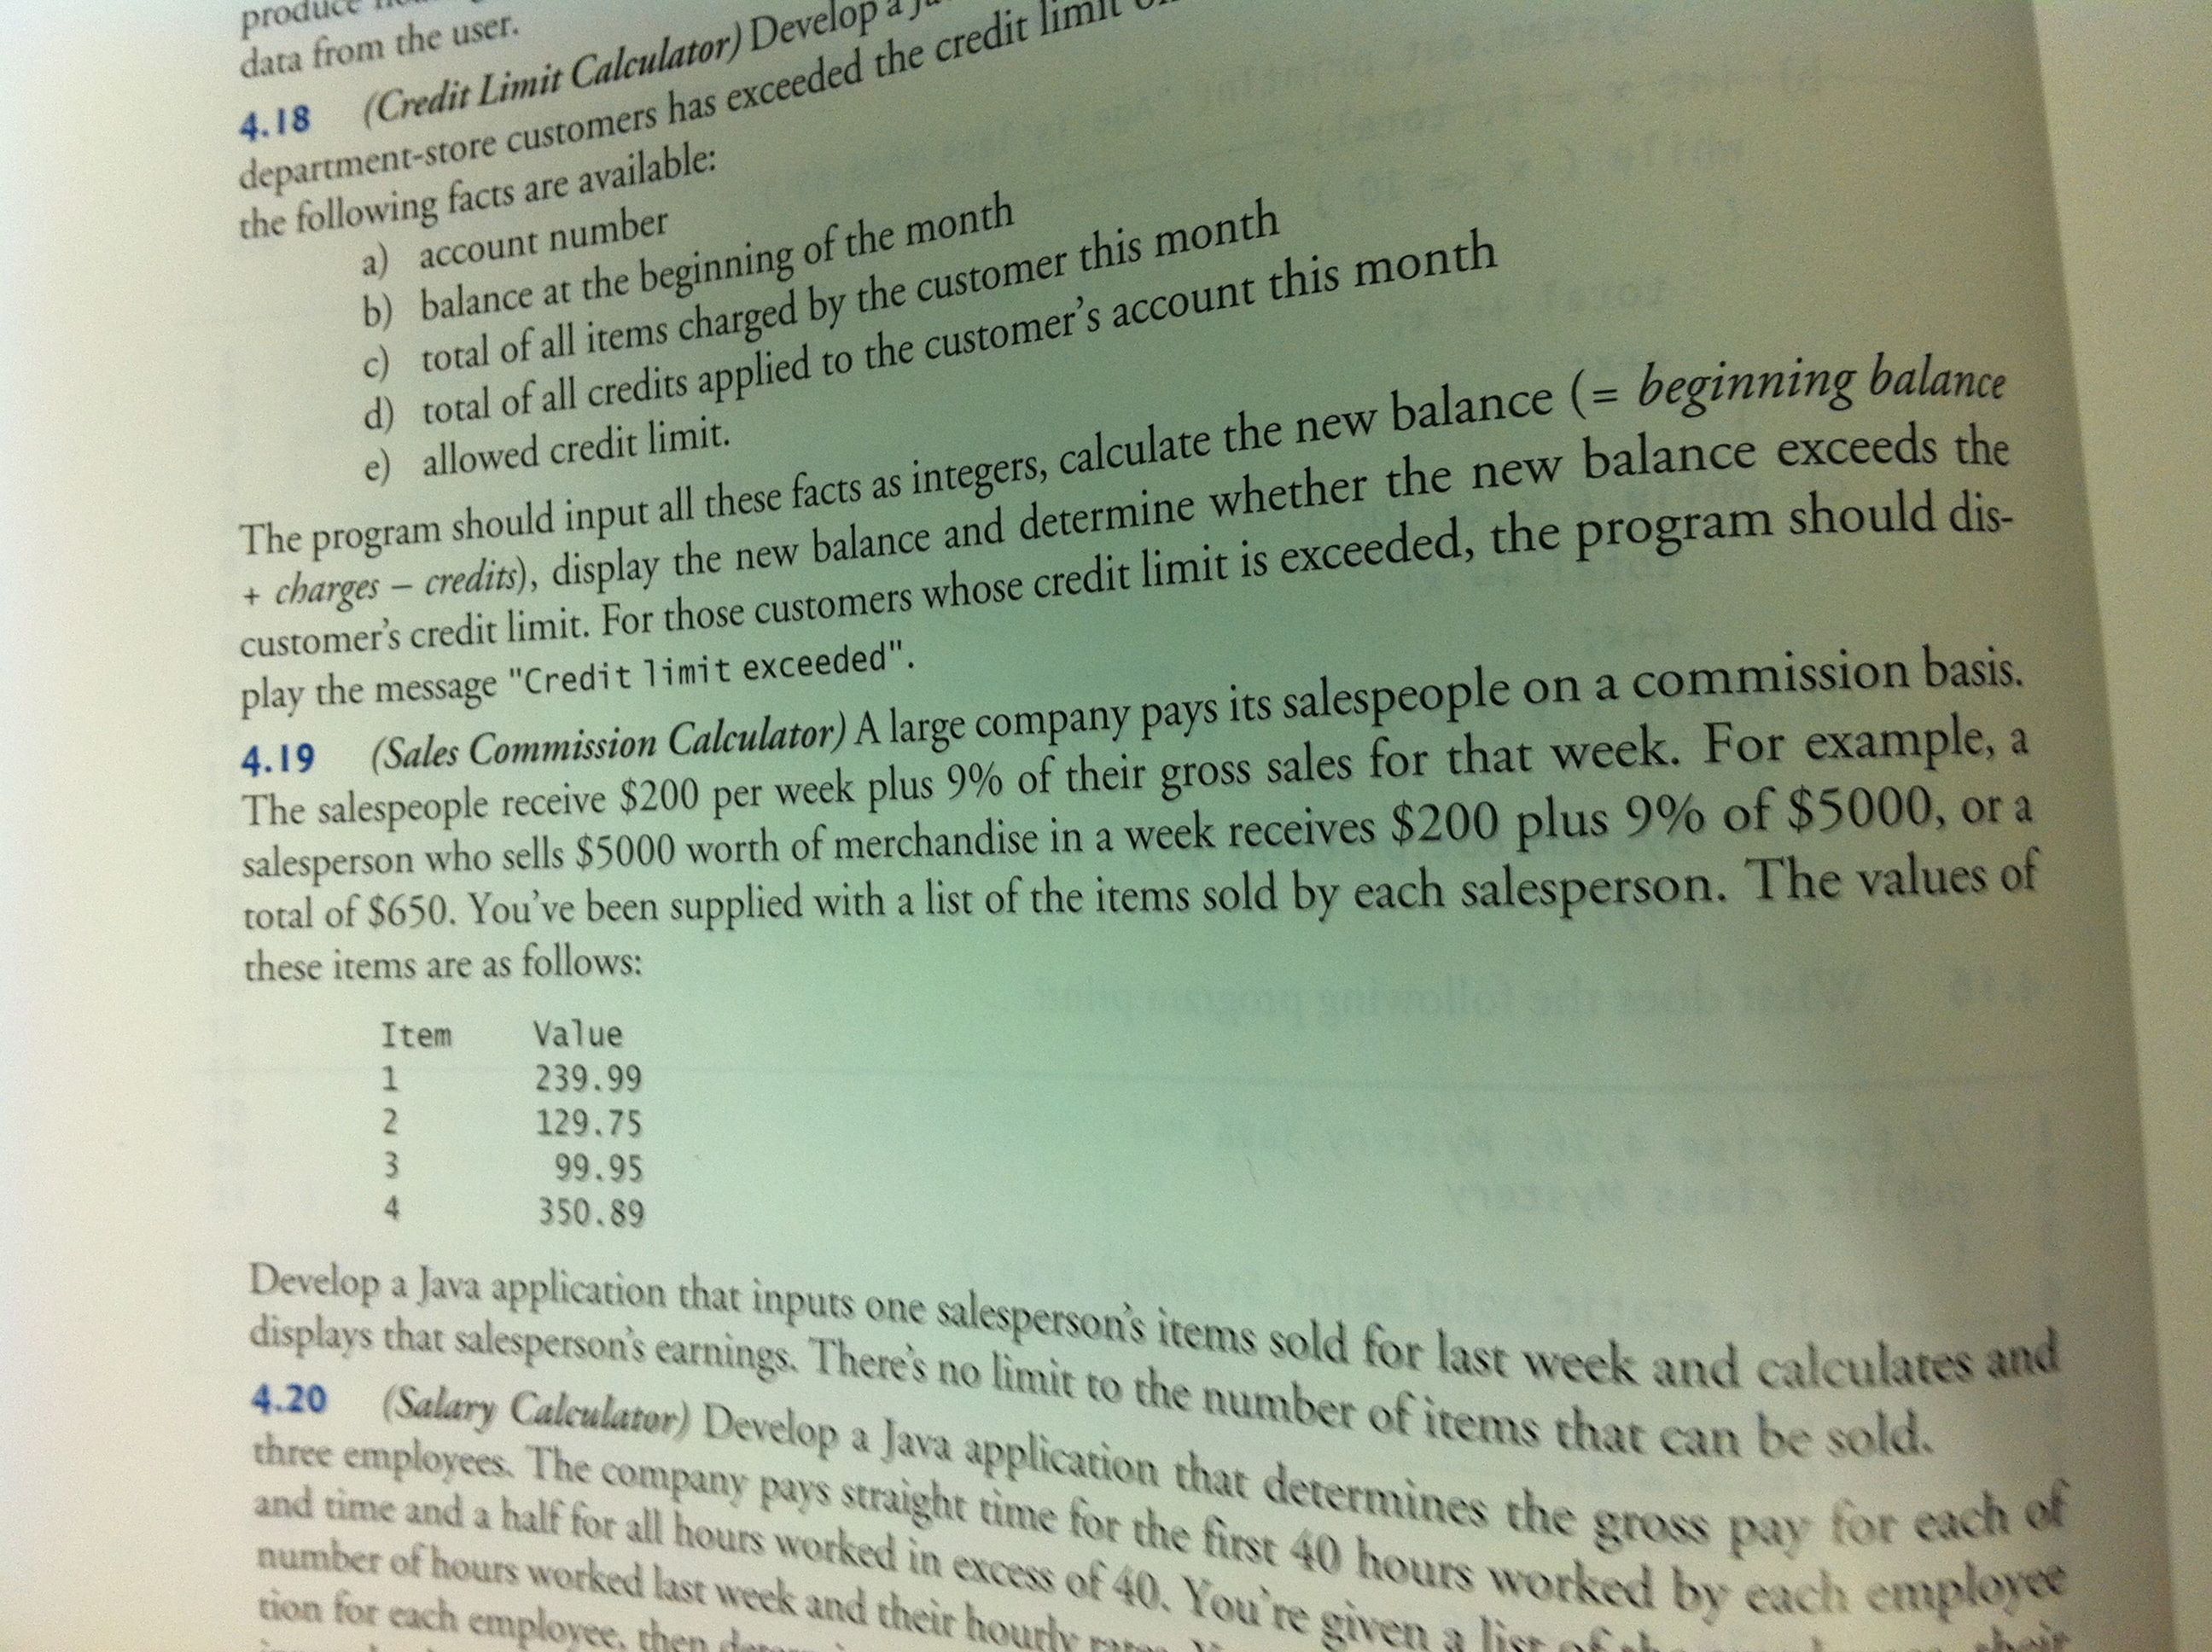 produce
data from the user.
4.18 (Credit Limit Calculator) Develop a
department-store customers has exceeded the credit limit
the following facts are available:
a) account number
b) balance at the beginning of the month
c) total of all items charged by the customer this month
d) total of all credits applied to the customer's account this month
e) allowed credit limit.
The program should input all these facts as integers, calculate the new balance (= beginning balance
+ charges – credits), display the new balance and determine whether the new balance exceeds the
customer's credit limit. For those customers whose credit limit is exceeded, the program should dis-
play the message "Credit limit exceeded".
4.19 (Sales Commission Calculator) A large company pays its salespeople on a commission basis.
The salespeople receive $200 per week plus 9% of their gross sales for that week. For example, a
salesperson who sells $5000 worth of merchandise in a week receives $200 plus 9% of $5000, or a
total of $650. You've been supplied with a list of the items sold by each salesperson. The values of
these items are as follows:
Item Value
1 239.99
2 129.75
3 99.95
4 350.89
Develop a Java application that inputs one salesperson's items sold for last week and calculates and
displays that salesperson's earnings. There's no limit to the number of items that can be sold.
4.20 (Salary Calculator) Develop a Java application that determines the gross pay for each of
three employees. The company pays straight time for the first 40 hours worked by each employee
and time and a half for all hours worked in excess of 40. You're given a list of
number of hours worked last week and their hourly
tion for each employee, then